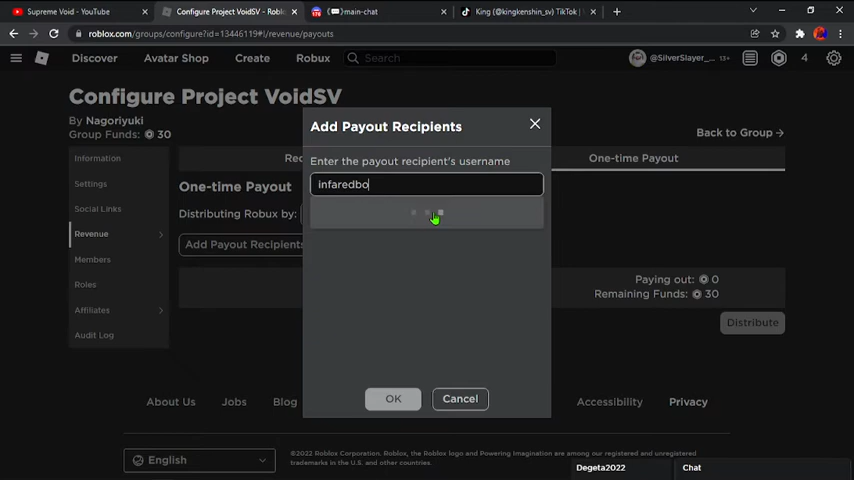 Supreme Void - YouTube
Configure Project VoidSV - Roblo
main-chat
King (@kingkenshin_sv) TikTok |
roblox.com/groups/configure?id=13446119#!/revenue/payouts
Discover
Avatar Shop
Create
Robux
Search
@SilverSlayer_... 13+
4
Configure Project VoidSV
By Nagoriyuki
Group Funds: 30
Back to Group
Information
Settings
Social Links
Revenue
Members
Roles
Affiliates
Audit Log
Rec
One-time Payout
One-time Payout
Distributing Robux by:
Add Payout Recipients
Paying out: 0
Remaining Funds: 30
Distribute
Add Payout Recipients
Enter the payout recipient's username
infaredbo
OK
Cancel
About Us
Jobs
Blog
Accessibility
Privacy
English
©2022 Roblox Corporation. Roblox, the Roblox logo and Powering Imagination are among our registered and unregistered
trademarks in the U.S. and other countries.
Degeta2022
Chat